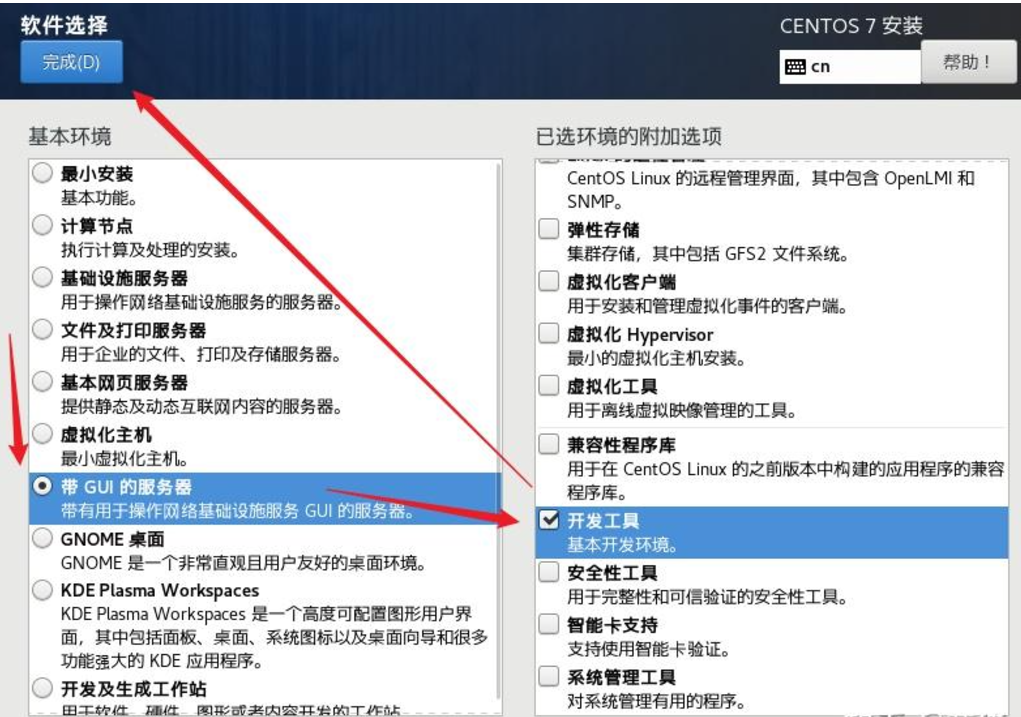 软件选择
完成(D)
CENTOS 7 安装
cn
帮助！
基本环境
最小安装
基本功能。
计算节点
执行计算及处理的安装。
基础设施服务器
用于操作网络基础设施服务的服务器。
文件及打印服务器
用于企业的文件、打印及存储服务器。
基本网页服务器
提供静态及动态互联网内容的服务器。
虚拟化主机
最小虚拟化主机。
带 GUI 的服务器
带有用于操作网络基础设施服务 GUI 的服务器。
GNOME 桌面
GNOME 是一个非常直观且用户友好的桌面环境。
KDE Plasma Workspaces
KDE Plasma Workspaces 是一个高度可配置图形用户界
面，其中包括面板、桌面、系统图标以及桌面向导和很多
功能强大的 KDE 应用程序。
开发及生成工作站
用于软件、硬件、图形或者内容开发的工作站
已选环境的附加选项
CentOS Linux 的远程管理界面，其中包含 OpenLMI 和
SNMP。
弹性存储
集群存储，其中包括 GFS2 文件系统。
虚拟化客户端
用于安装和管理虚拟化事件的客户端。
虚拟化 Hypervisor
最小的虚拟化主机安装。
虚拟化工具
用于离线虚拟映像管理的工具。
兼容性程序库
用于在 CentOS Linux 的之前版本中构建的应用程序的兼容
程序库。
开发工具
基本开发环境。
安全性工具
用于完整性和可信验证的安全性工具。
智能卡支持
支持使用智能卡验证。
系统管理工具
对系统管理有用的程序。